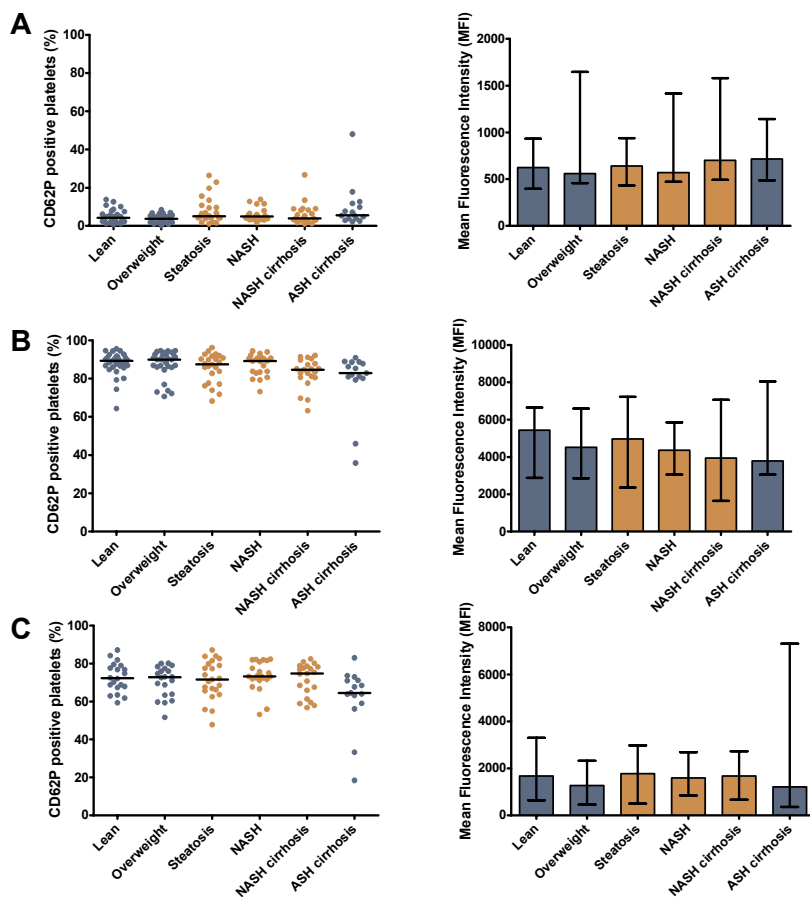 A
CD62P positive platelets (%)
100
80
60
40
20
0
Lean
Overweight
Steatosis
NASH
NASH cirrhosis
ASH cirrhosis
Mean Fluorescence Intensity (MFI)
2000
1500
1000
500
0
Lean
Overweight
Steatosis
NASH
NASH cirrhosis
ASH cirrhosis
B
CD62P positive platelets (%)
100
80
60
40
20
0
Lean
Overweight
Steatosis
NASH
NASH cirrhosis
ASH cirrhosis
Mean Fluorescence Intensity (MFI)
10000
8000
6000
4000
2000
0
Lean
Overweight
Steatosis
NASH
NASH cirrhosis
ASH cirrhosis
C
CD62P positive platelets (%)
100
80
60
40
20
0
Lean
Overweight
Steatosis
NASH
NASH cirrhosis
ASH cirrhosis
Mean Fluorescence Intensity (MFI)
8000
6000
4000
2000
0
Lean
Overweight
Steatosis
NASH
NASH cirrhosis
ASH cirrhosis